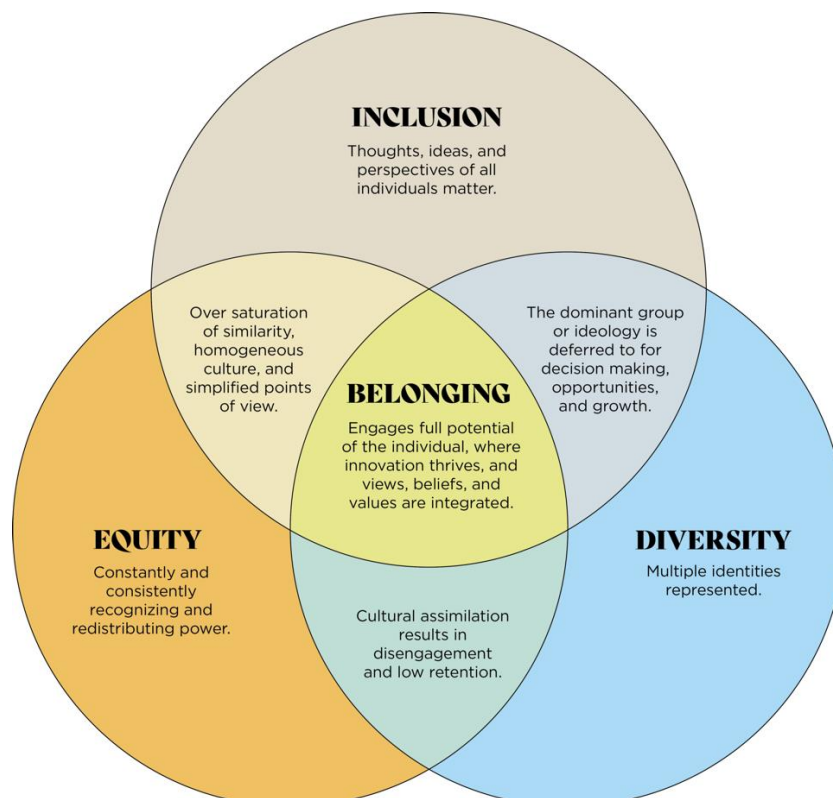 INCLUSION
Thoughts, ideas, and
perspectives of all
individuals matter.
Over saturation
of similarity,
homogeneous
culture, and
simplified points
of view.
The dominant group
or ideology is
deferred to for
decision making,
opportunities,
and growth.
BELONGING
Engages full potential
of the individual, where
innovation thrives, and
views, beliefs, and
values are integrated.
EQUITY
Constantly and
consistently
recognizing and
redistributing power.
DIVERSITY
Multiple identities
represented.
Cultural assimilation
results in
disengagement
and low retention.